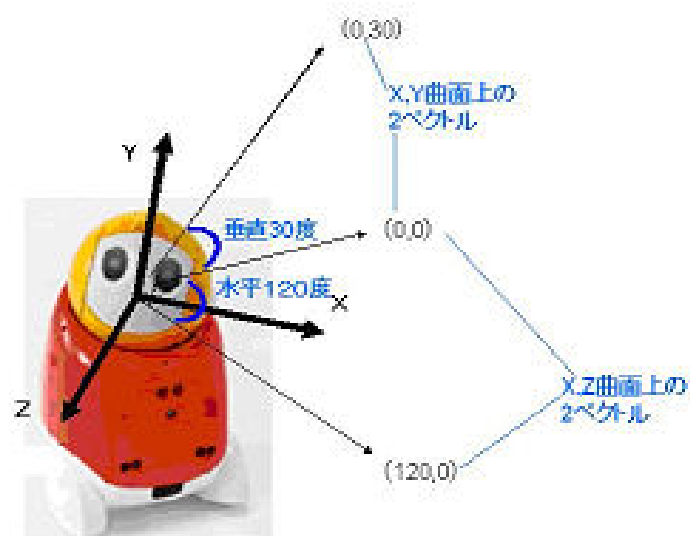 (0,30)
X,Y曲面上の
2ベクトル
Y
垂直30度
(0,0)
水平120度
X
X,Z曲面上の
2ベクトル
Z
(120,0)